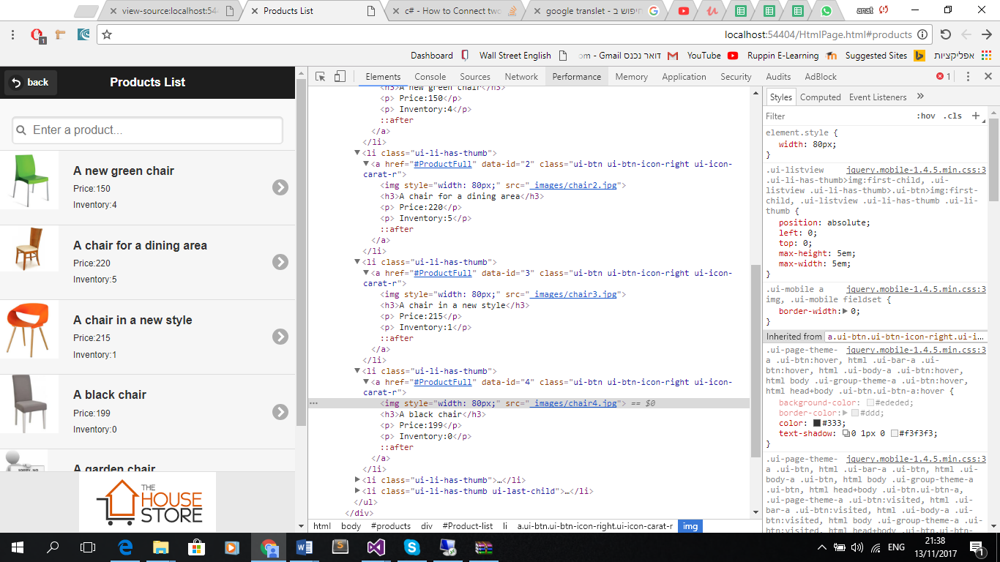 view-source:localhost:544
Products List
c# - How to Connect two
google translet - חיפוש ב
anat
1
localhost:54404/HtmlPage.html#products
Dashboard
Wall Street English
om - Gmail דואר נכנס
YouTube
Ruppin E-Learning
Suggested Sites
אפליקציות
back
Products List
Enter a product...
A new green chair
Price:150
Inventory:4
A chair for a dining area
Price:220
Inventory:5
A chair in a new style
Price:215
Inventory:1
A black chair
Price:199
Inventory:0
A garden chair
THE
HOUSE
STORE
Elements Console Sources Network Performance Memory Application Security Audits AdBlock
1
<h3>A new green chair</h3>
<p> Price:150</p>
<p> Inventory:4</p>
::after
</a>
</li>
<li class="ui-li-has-thumb">
<a href="#ProductFull" data-id="2" class="ui-btn ui-btn-icon-right ui-icon-
carat-r">
<img style="width: 80px;" src="_images/chair2.jpg">
<h3>A chair for a dining area</h3>
<p> Price:220</p>
<p> Inventory:5</p>
::after
</a>
</li>
<li class="ui-li-has-thumb">
<a href="#ProductFull" data-id="3" class="ui-btn ui-btn-icon-right ui-icon-
carat-r">
<img style="width: 80px;" src="_images/chair3.jpg">
<h3>A chair in a new style</h3>
<p> Price:215</p>
<p> Inventory:1</p>
::after
</a>
</li>
<li class="ui-li-has-thumb">
<a href="#ProductFull" data-id="4" class="ui-btn ui-btn-icon-right ui-icon-
carat-r">
<img style="width: 80px;" src="_images/chair4.jpg"> == $0
<h3>A black chair</h3>
<p> Price:199</p>
<p> Inventory:0</p>
::after
</a>
</li>
<li class="ui-li-has-thumb">…</li>
<li class="ui-li-has-thumb ui-last-child">…</li>
</ul>
</div>
html body #products div #Product-list li a.ui-btn.ui-btn-icon-right.ui-icon-carat-r img
Styles Computed Event Listeners »
Filter :hov .cls +
element.style {
width: 80px;
}
.ui-listview jquery.mobile-1.4.5.min.css:3
.ui-li-has-thumb>img:first-child, .ui-
listview .ui-li-has-thumb>.ui-btn>img:first-
child, .ui-listview .ui-li-has-thumb .ui-li-
thumb {
position: absolute;
left: 0;
top: 0;
max-height: 5em;
max-width: 5em;
}
.ui-mobile a jquery.mobile-1.4.5.min.css:3
img, .ui-mobile fieldset {
border-width: 0;
}
Inherited from a.ui-btn.ui-btn-icon-right.ui-i…
.ui-page-theme- jquery.mobile-1.4.5.min.css:3
a .ui-btn:hover, html .ui-bar-a .ui-
btn:hover, html .ui-body-a .ui-btn:hover,
html body .ui-group-theme-a .ui-btn:hover,
html head+body .ui-btn.ui-btn-a:hover {
background-color: #ededed;
border-color: #ddd;
color: #333;
text-shadow: 0 1px 0 #f3f3f3;
}
.ui-page-theme- jquery.mobile-1.4.5.min.css:3
a .ui-btn, html .ui-bar-a .ui-btn, html .ui-
body-a .ui-btn, html body .ui-group-theme-a
.ui-btn, html head+body .ui-btn.ui-btn-a,
.ui-page-theme-a .ui-btn:visited, html .ui-
bar-a .ui-btn:visited, html .ui-body-a .ui-
btn:visited, html body .ui-group-theme-a .ui-
btn:visited, html head+body .ui-btn.ui-btn-
ENG
21:38
13/11/2017
1